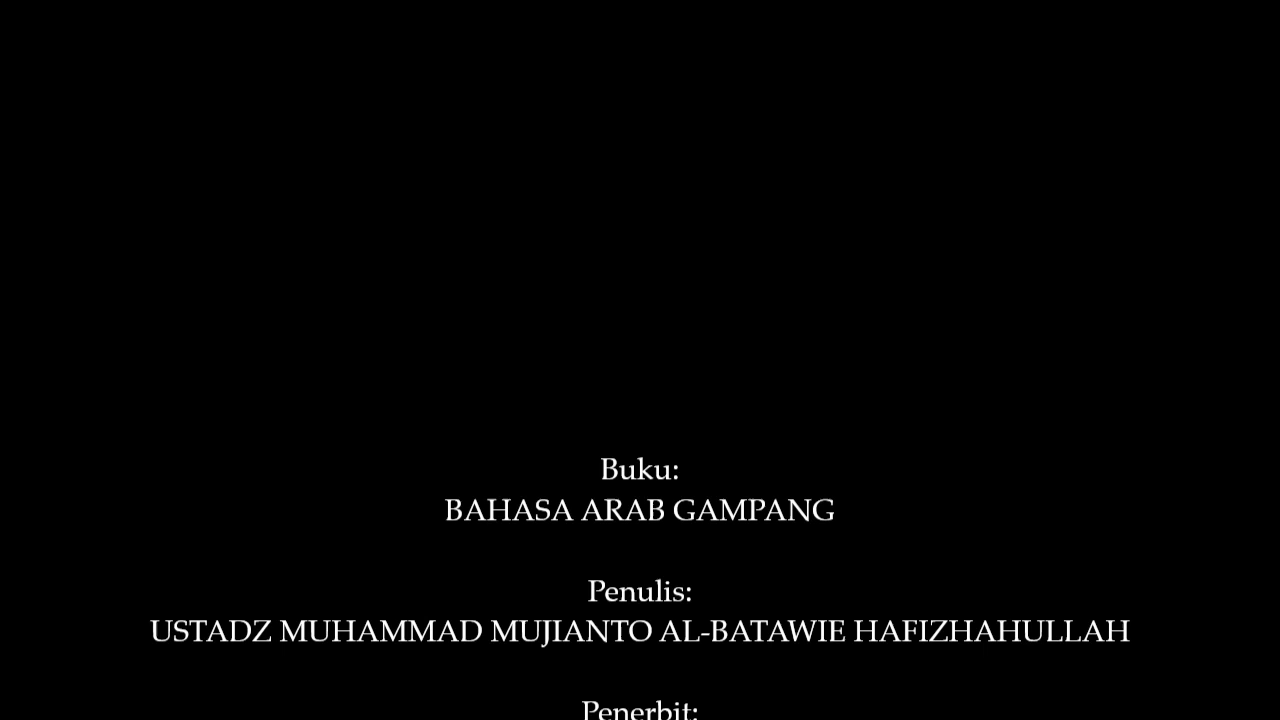 Buku:
BAHASA ARAB GAMPANG
Penulis:
USTADZ MUHAMMAD MUJIANTO AL-BATAWIE HAFIZHAHULLAH
Penerbit: